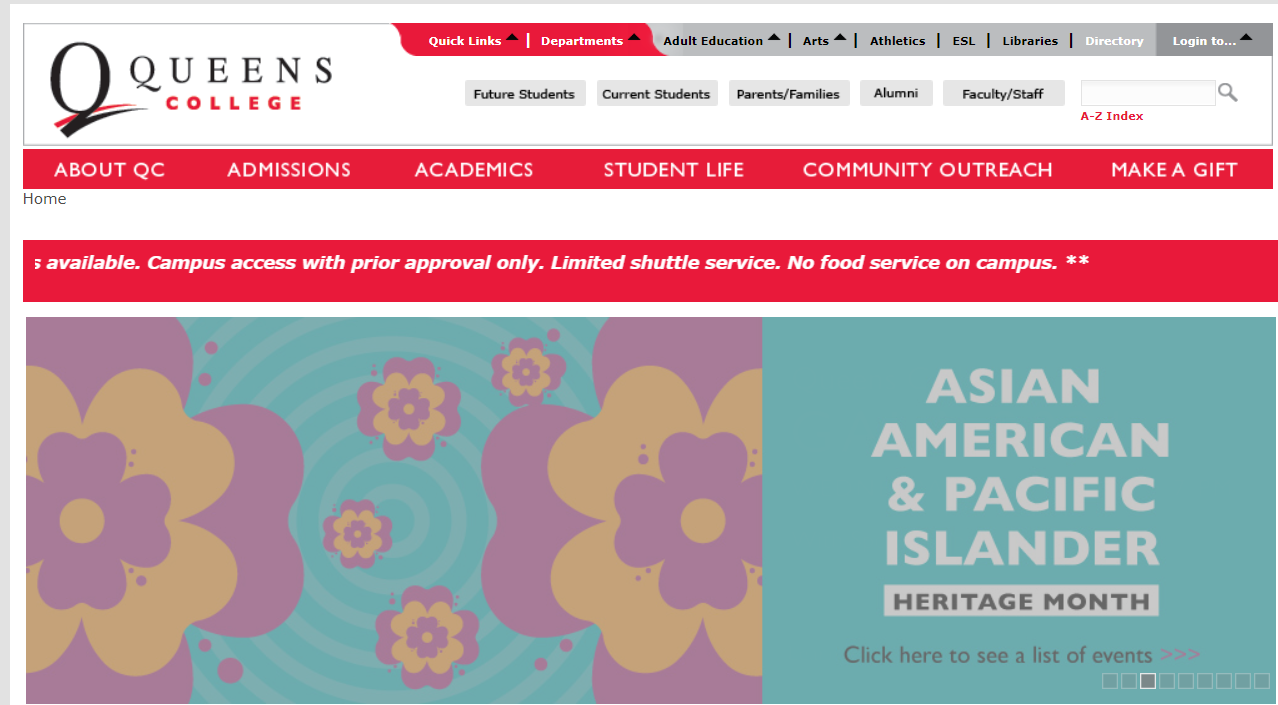 Quick Links | Departments Adult Education | Arts | Athletics | ESL | Libraries | Directory Login to...
QUEENS
COLLEGE
Future Students Current Students Parents/Families Alumni Faculty/Staff
A-Z Index
ABOUT QC ADMISSIONS ACADEMICS STUDENT LIFE COMMUNITY OUTREACH MAKE A GIFT
Home
s available. Campus access with prior approval only. Limited shuttle service. No food service on campus. **
ASIAN
AMERICAN
& PACIFIC
ISLANDER
HERITAGE MONTH
Click here to see a list of events >>>